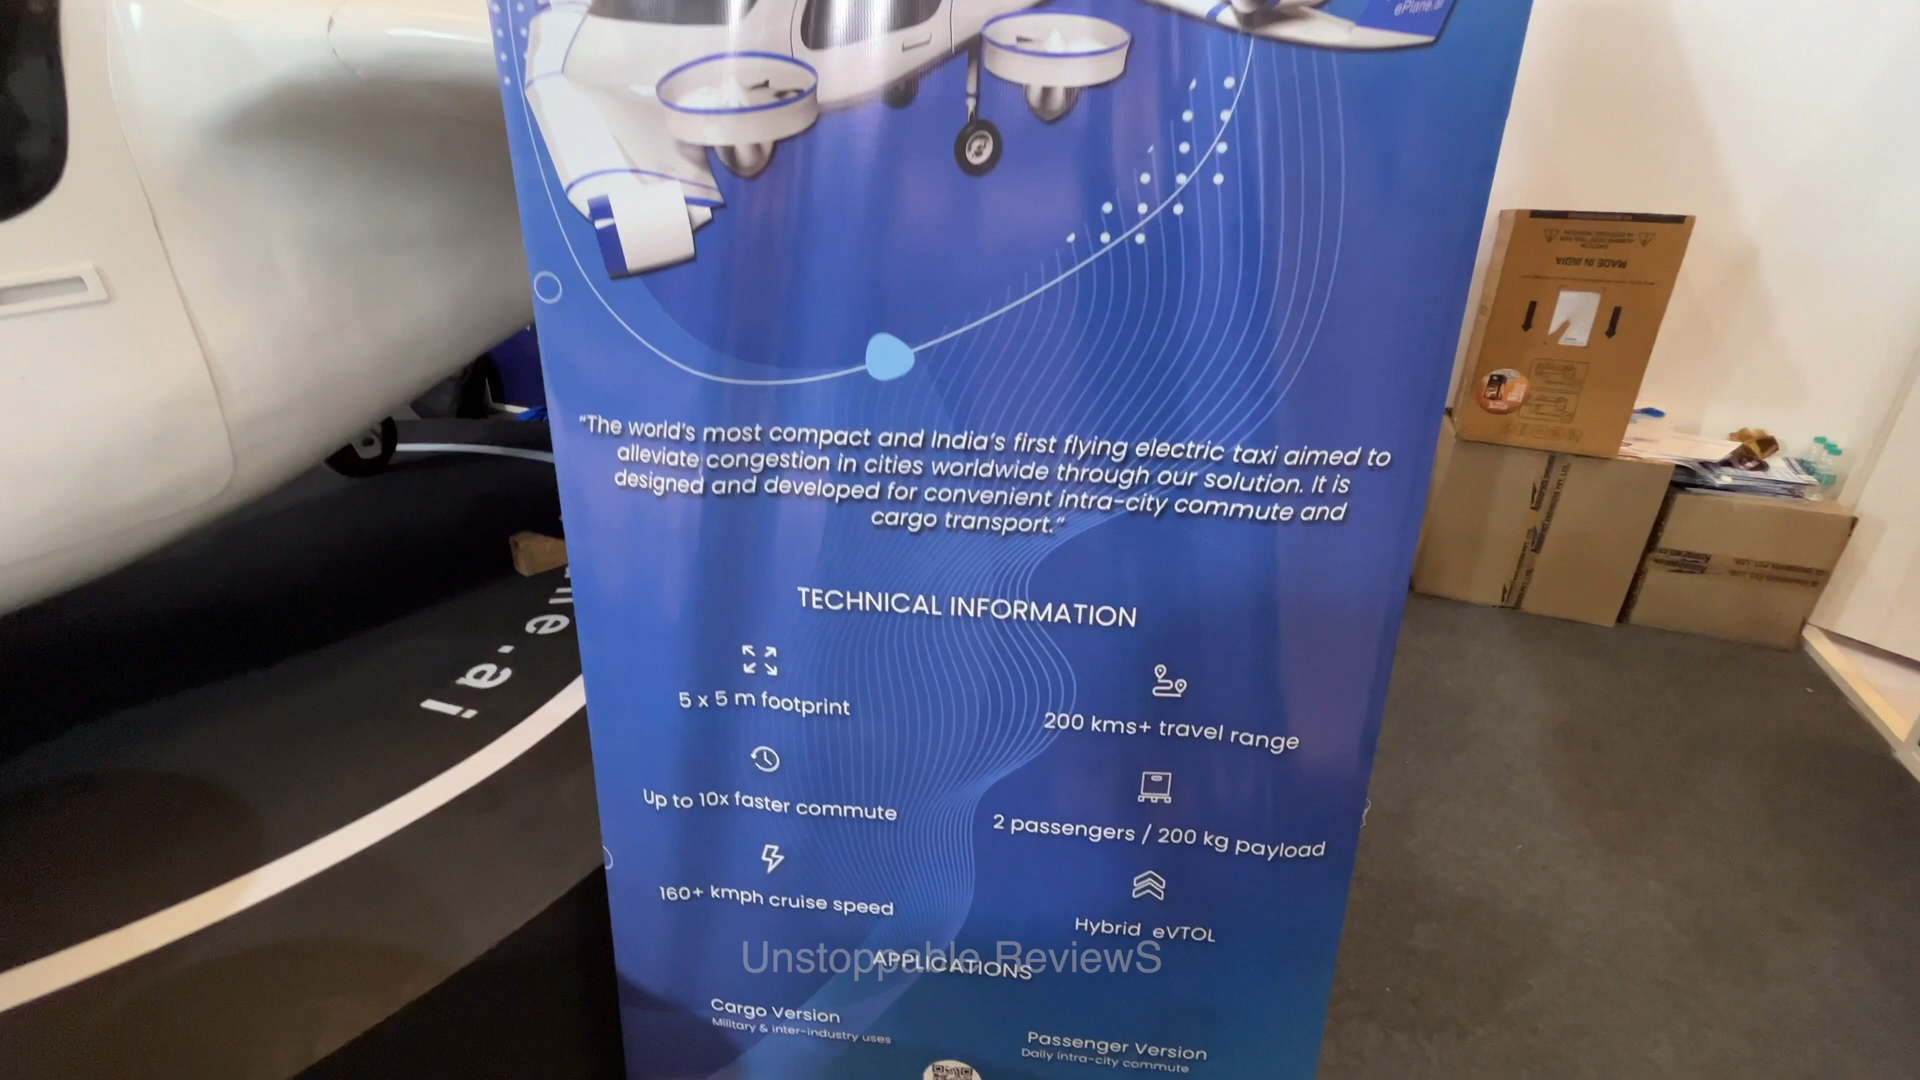 ePlane.ai
"The world's most compact and India's first flying electric taxi aimed to
alleviate congestion in cities worldwide through our solution. It is
designed and developed for convenient intra-city commute and
cargo transport."
TECHNICAL INFORMATION
5 x 5 m footprint
200 kms+ travel range
Up to 10x faster commute
2 passengers / 200 kg payload
160+ kmph cruise speed
Hybrid eVTOL
Unstoppable ReviewS
APPLICATIONS
Cargo Version
Military & inter-industry uses
Passenger Version
Daily intra-city commute
ne.ai
MADE IN INDIA